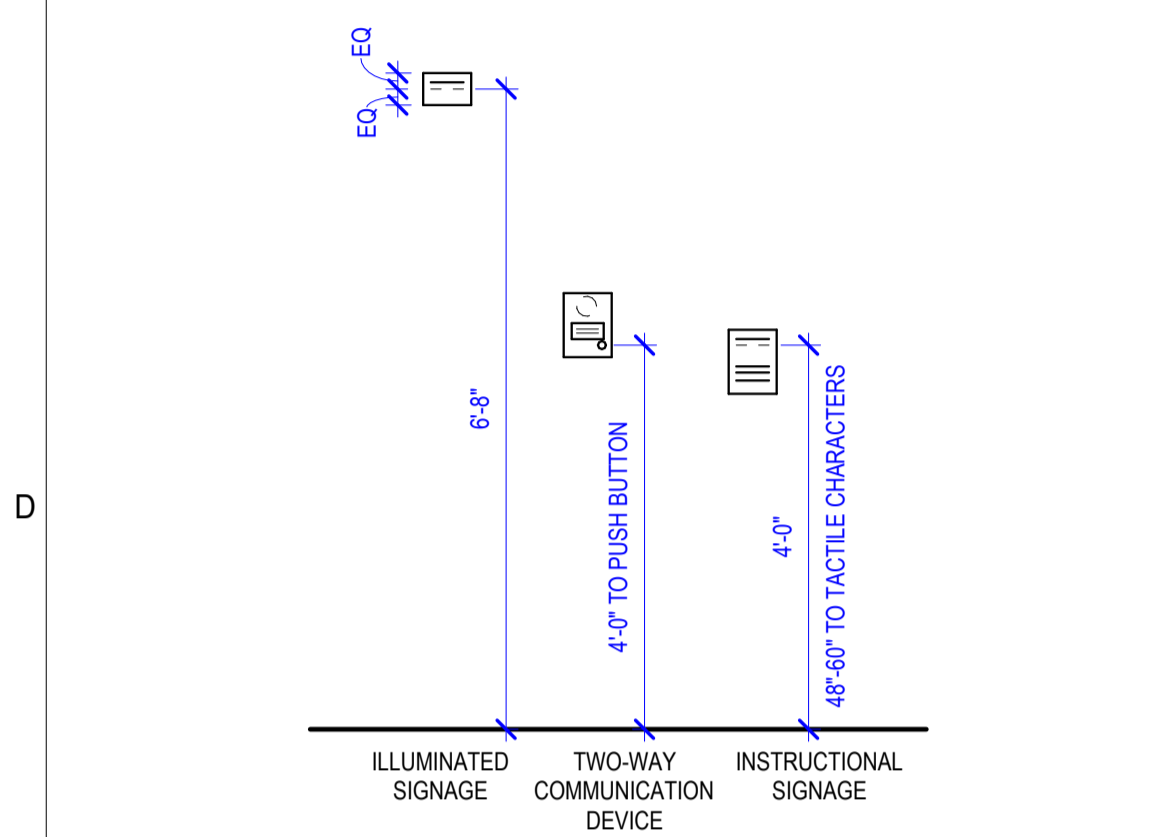 EQ
EQ
6'-8"
4'-0" TO PUSH BUTTON
4'-0"
48"-60" TO TACTILE CHARACTERS
D
ILLUMINATED
SIGNAGE
TWO-WAY
COMMUNICATION
DEVICE
INSTRUCTIONAL
SIGNAGE